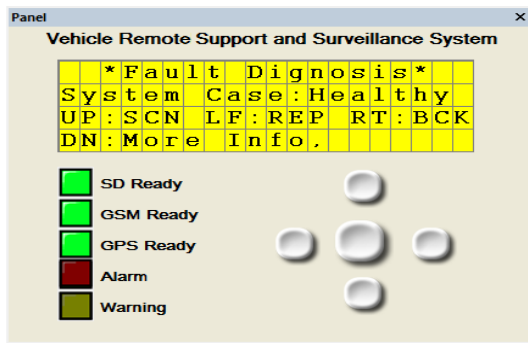 Panel
Vehicle Remote Support and Surveillance System
*Fault Dignosis*
System Case:Healthy
UP:SCN LF:REP RT:BCK
DN:More Info.
SD Ready
GSM Ready
GPS Ready
Alarm
Warning